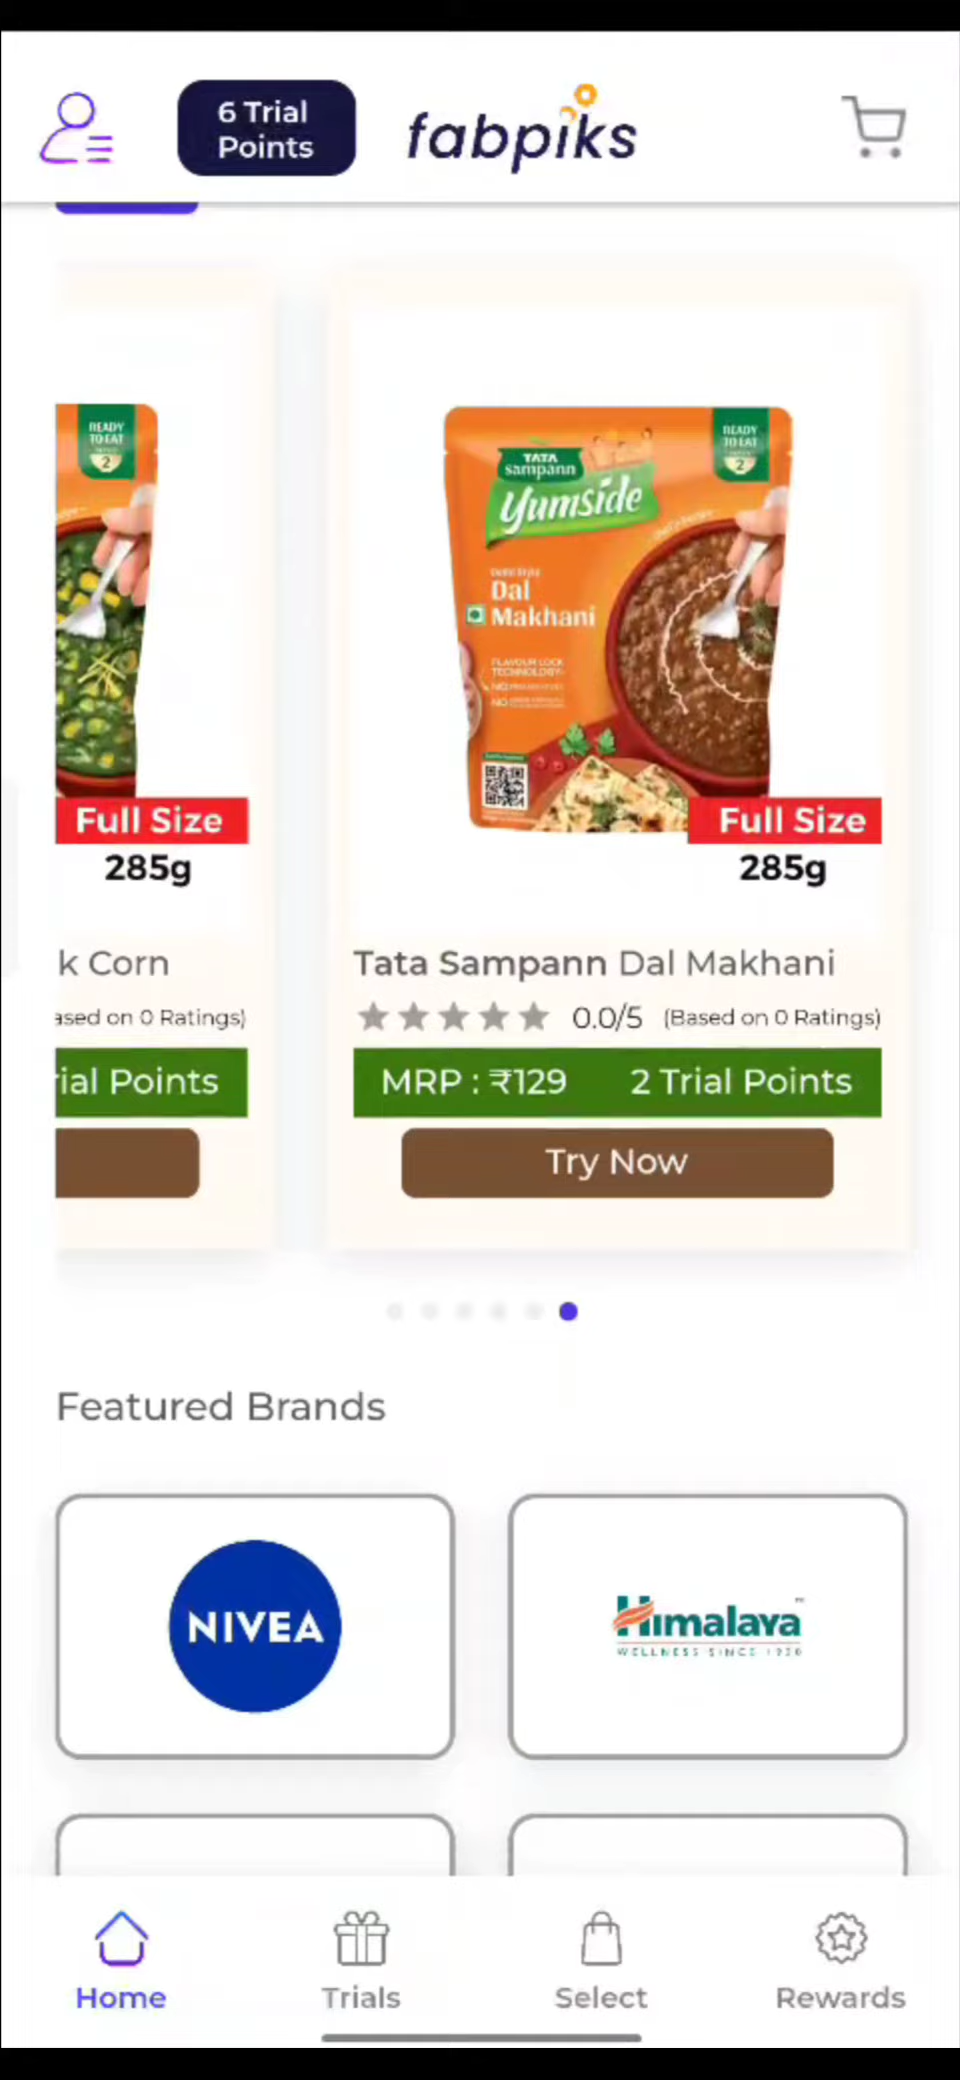 6 Trial
Points
fabpiks
READY
TO EAT
2
Full Size
285g
k Corn
ased on 0 Ratings)
rial Points
TATA
sampann
Yumside
READY
TO EAT
2
Dal
Makhani
FLAVOUR LOCK
TECHNOLOGY
NO
NO
Full Size
285g
Tata Sampann Dal Makhani
0.0/5 (Based on 0 Ratings)
MRP : ₹129 2 Trial Points
Try Now
Featured Brands
NIVEA
Himalaya
WELLNESS SINCE 1930
Home
Trials
Select
Rewards